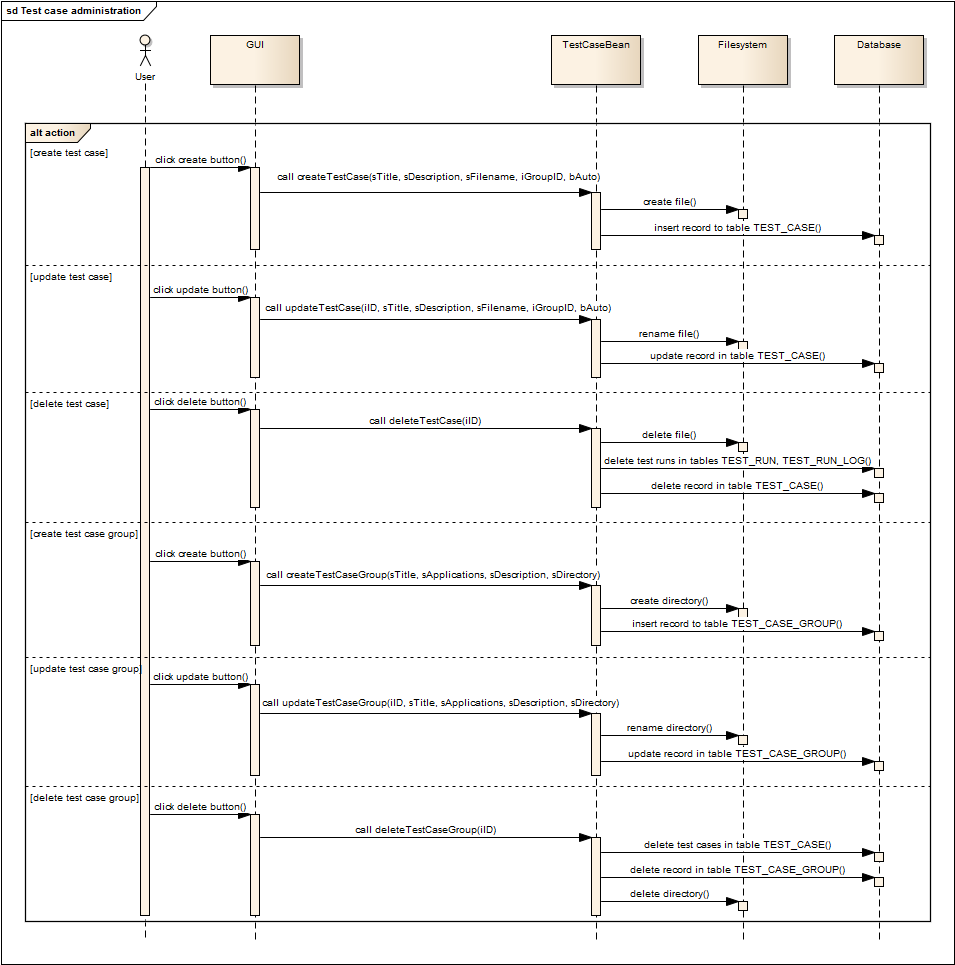 sd Test case administration
User
GUI
TestCaseBean
Filesystem
Database
alt action
[create test case]
click create button()
call createTestCase(sTitle, sDescription, sFilename, iGroupID, bAuto)
create file()
insert record to table TEST_CASE()
[update test case]
click update button()
call updateTestCase(iID, sTitle, sDescription, sFilename, iGroupID, bAuto)
rename file()
update record in table TEST_CASE()
[delete test case]
click delete button()
call deleteTestCase(iID)
delete file()
delete test runs in tables TEST_RUN, TEST_RUN_LOG()
delete record in table TEST_CASE()
[create test case group]
click create button()
call createTestCaseGroup(sTitle, sApplications, sDescription, sDirectory)
create directory()
insert record to table TEST_CASE_GROUP()
[update test case group]
click update button()
call updateTestCaseGroup(iID, sTitle, sApplications, sDescription, sDirectory)
rename directory()
update record in table TEST_CASE_GROUP()
[delete test case group]
click delete button()
call deleteTestCaseGroup(iID)
delete test cases in table TEST_CASE()
delete record in table TEST_CASE_GROUP()
delete directory()